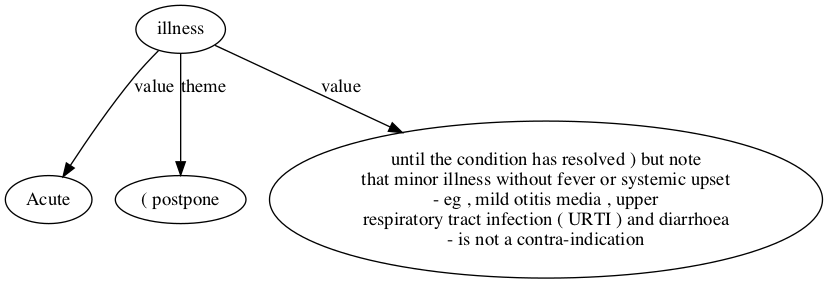 illness
value
theme
value
Acute
( postpone
until the condition has resolved ) but note
that minor illness without fever or systemic upset
- eg , mild otitis media , upper
respiratory tract infection ( URTI ) and diarrhoea
- is not a contra-indication